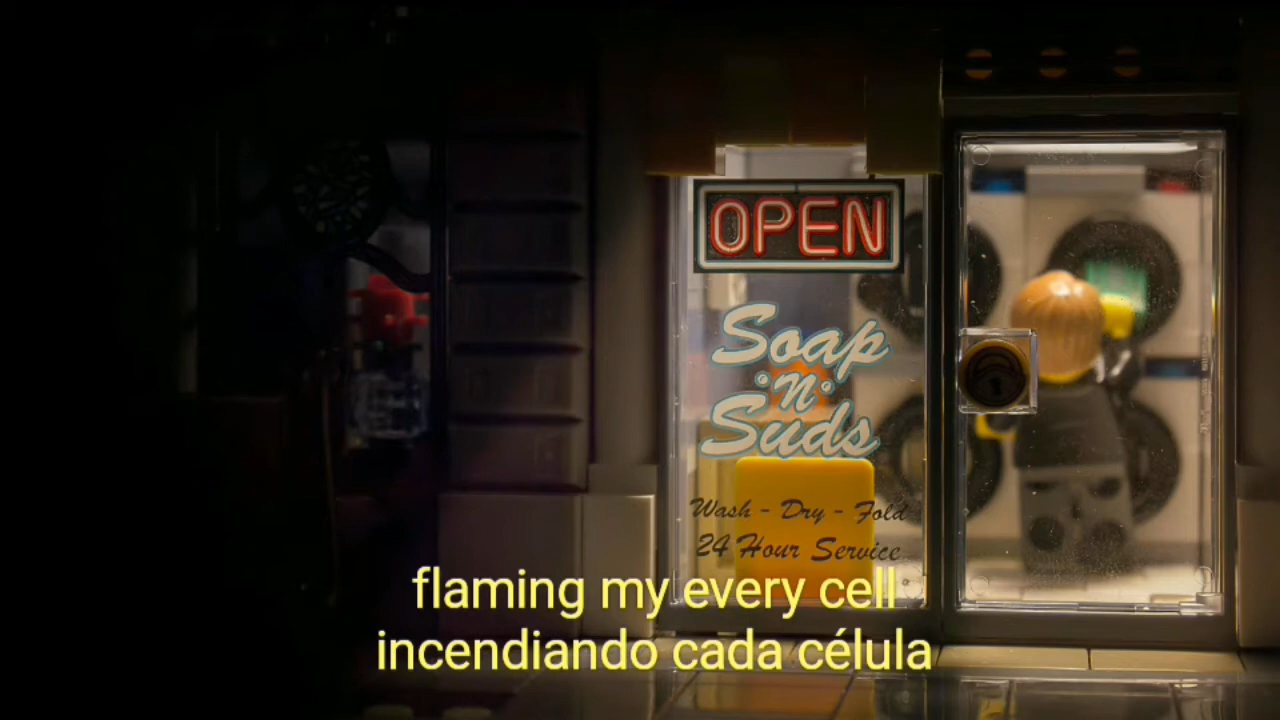 OPEN
Soap
'n'
Suds
Wash - Dry - Fold
24 Hour Service
flaming my every cell
incendiando cada célula